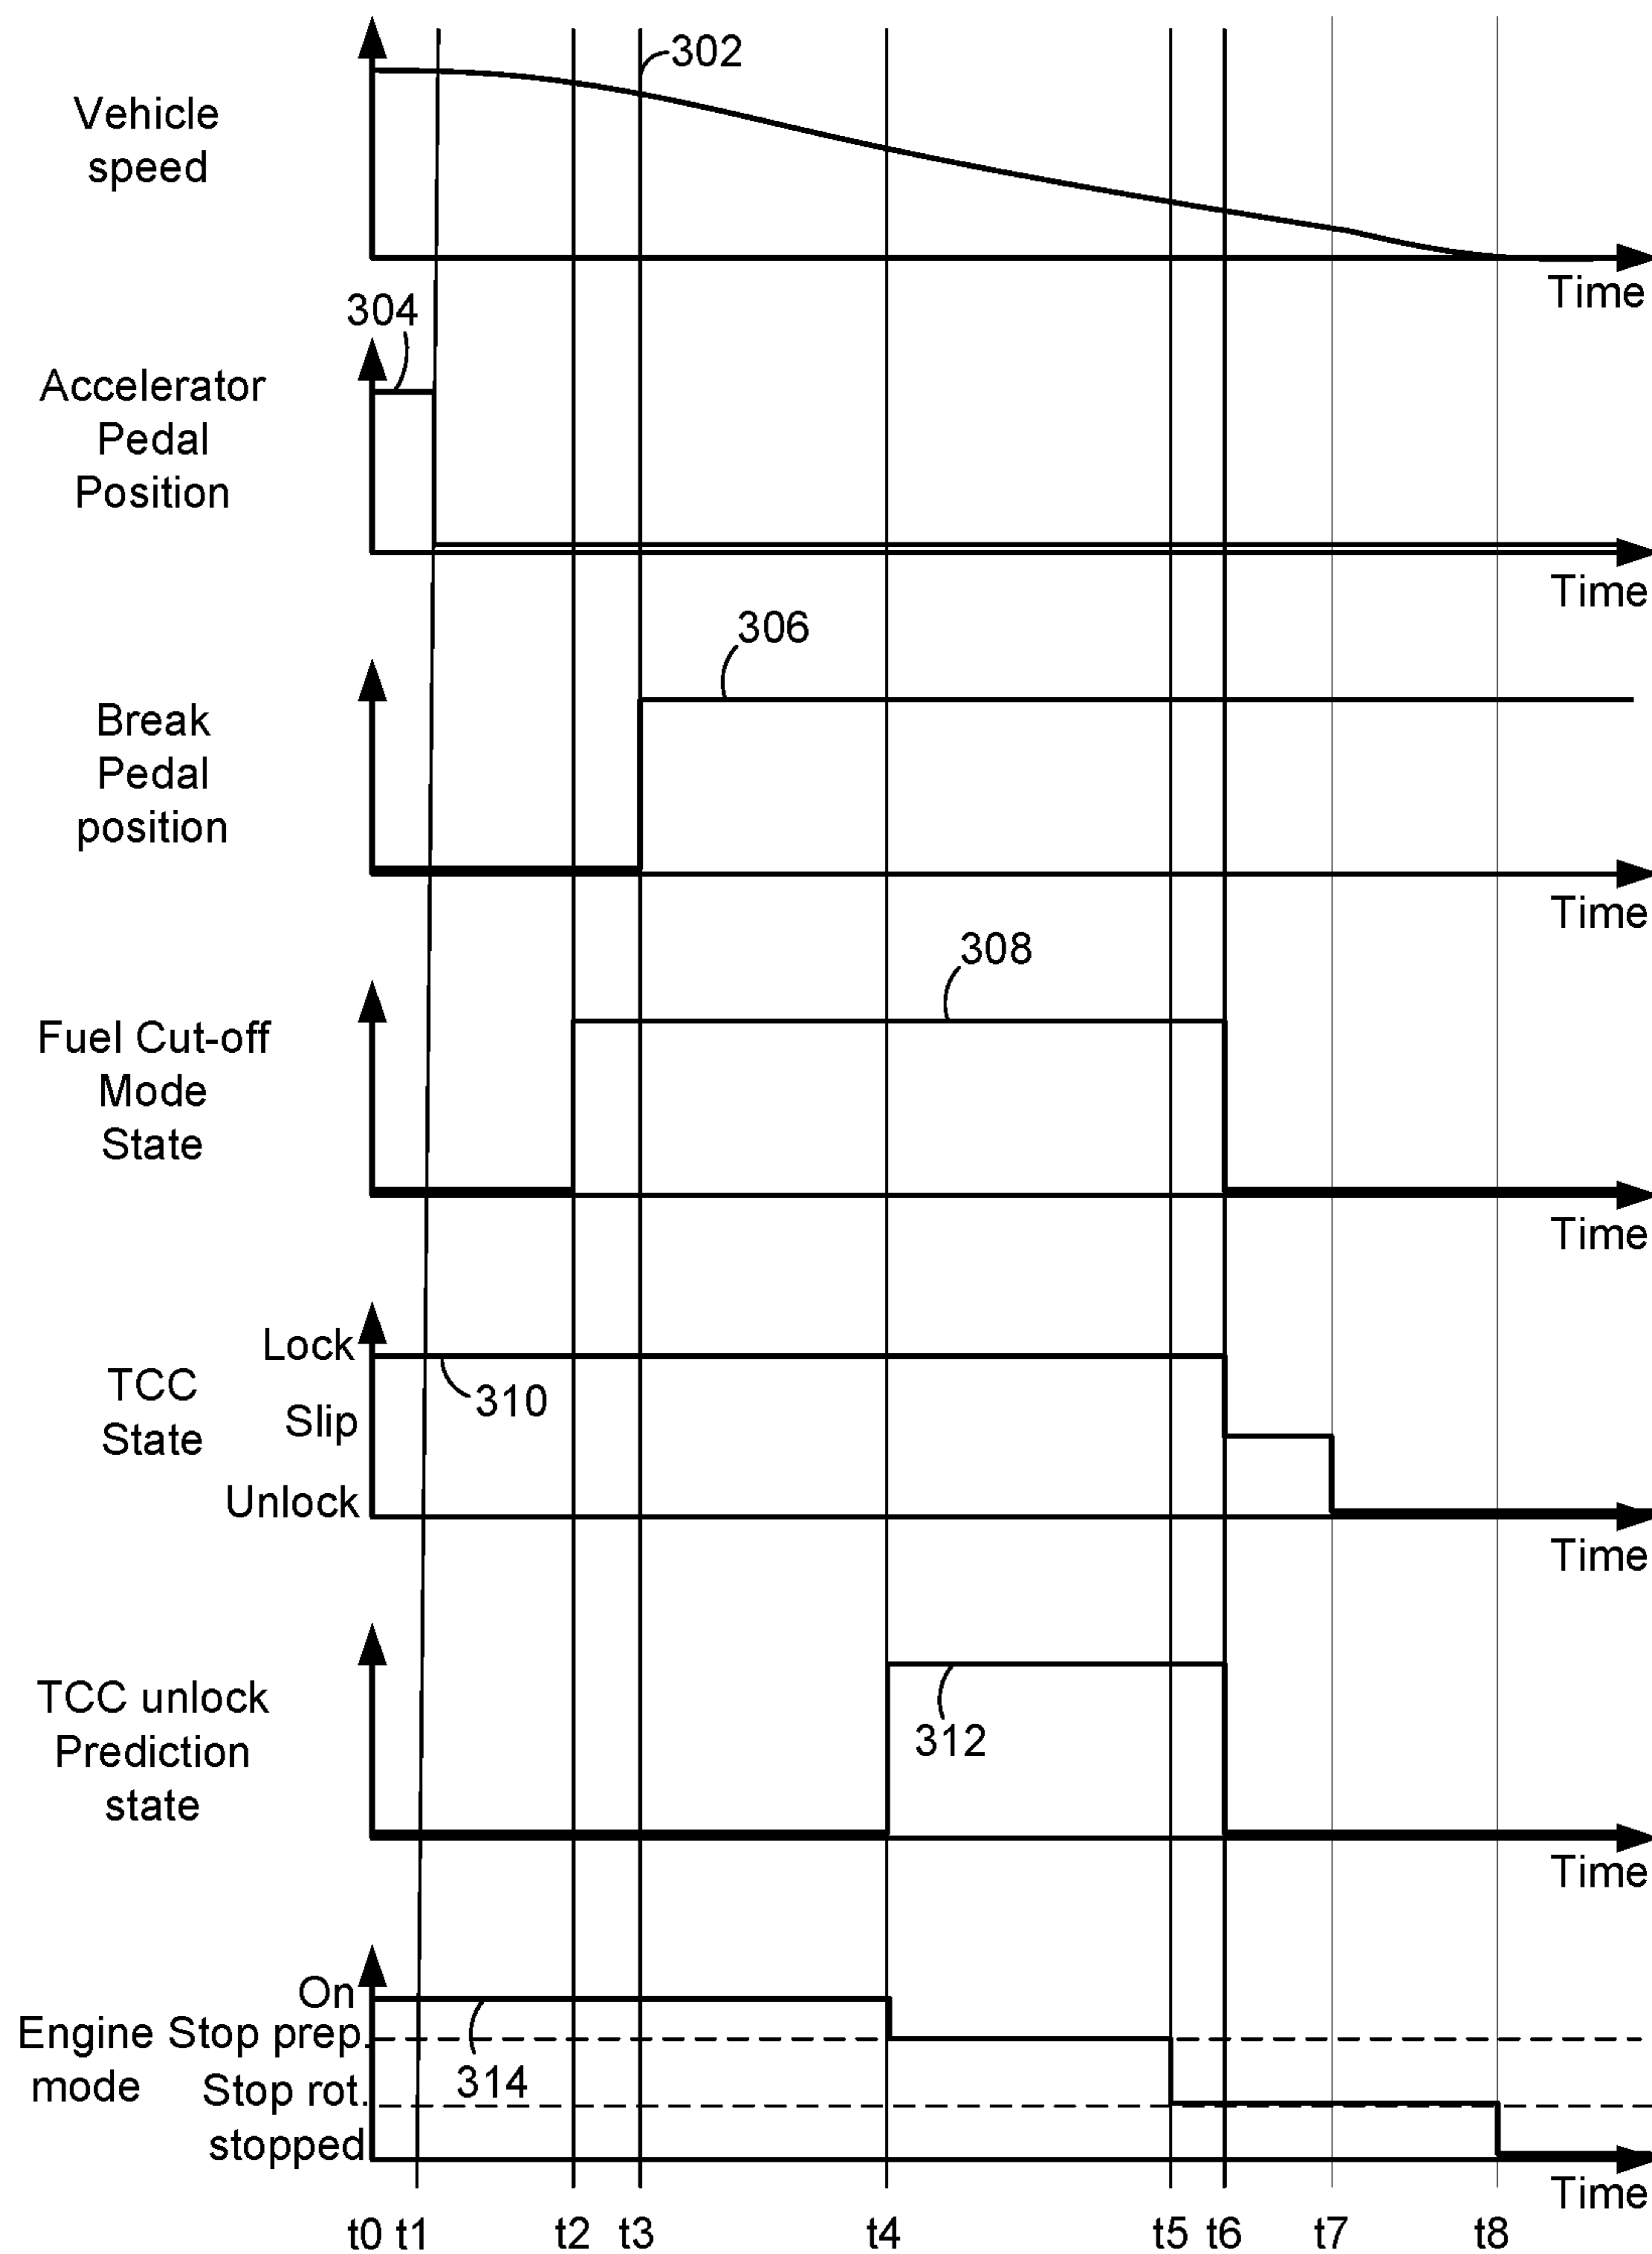 302
Vehicle
speed
Time
304
Accelerator
Pedal
Position
Time
306
Break
Pedal
position
Time
308
Fuel Cut-off
Mode
State
Time
Lock
TCC
310
Slip
State
Unlock
Time
TCC unlock
Prediction
state
312
Time
On
Engine Stop prep.
mode
314
Stop rot.
stopped
Time
t0 t1 t2 t3 t4 t5 t6 t7 t8